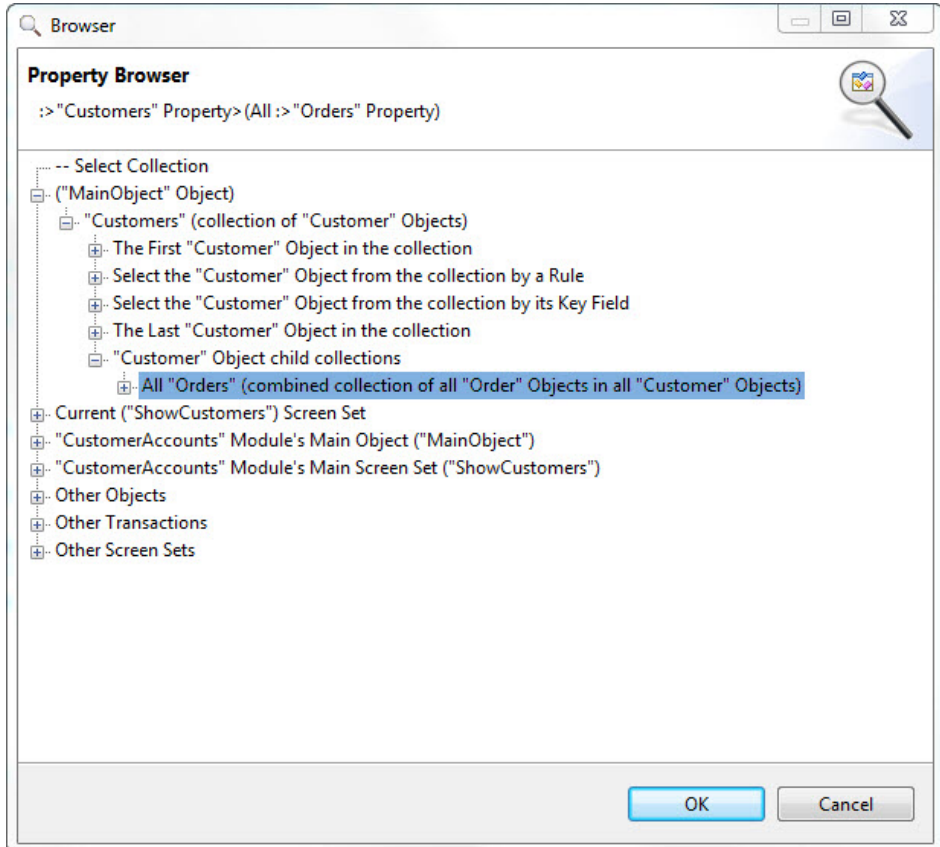 Browser
Property Browser
:>"Customers" Property>(All :>"Orders" Property)
-- Select Collection
("MainObject" Object)
"Customers" (collection of "Customer" Objects)
The First "Customer" Object in the collection
Select the "Customer" Object from the collection by a Rule
Select the "Customer" Object from the collection by its Key Field
The Last "Customer" Object in the collection
"Customer" Object child collections
All "Orders" (combined collection of all "Order" Objects in all "Customer" Objects)
Current ("ShowCustomers") Screen Set
"CustomerAccounts" Module's Main Object ("MainObject")
"CustomerAccounts" Module's Main Screen Set ("ShowCustomers")
Other Objects
Other Transactions
Other Screen Sets
OK Cancel